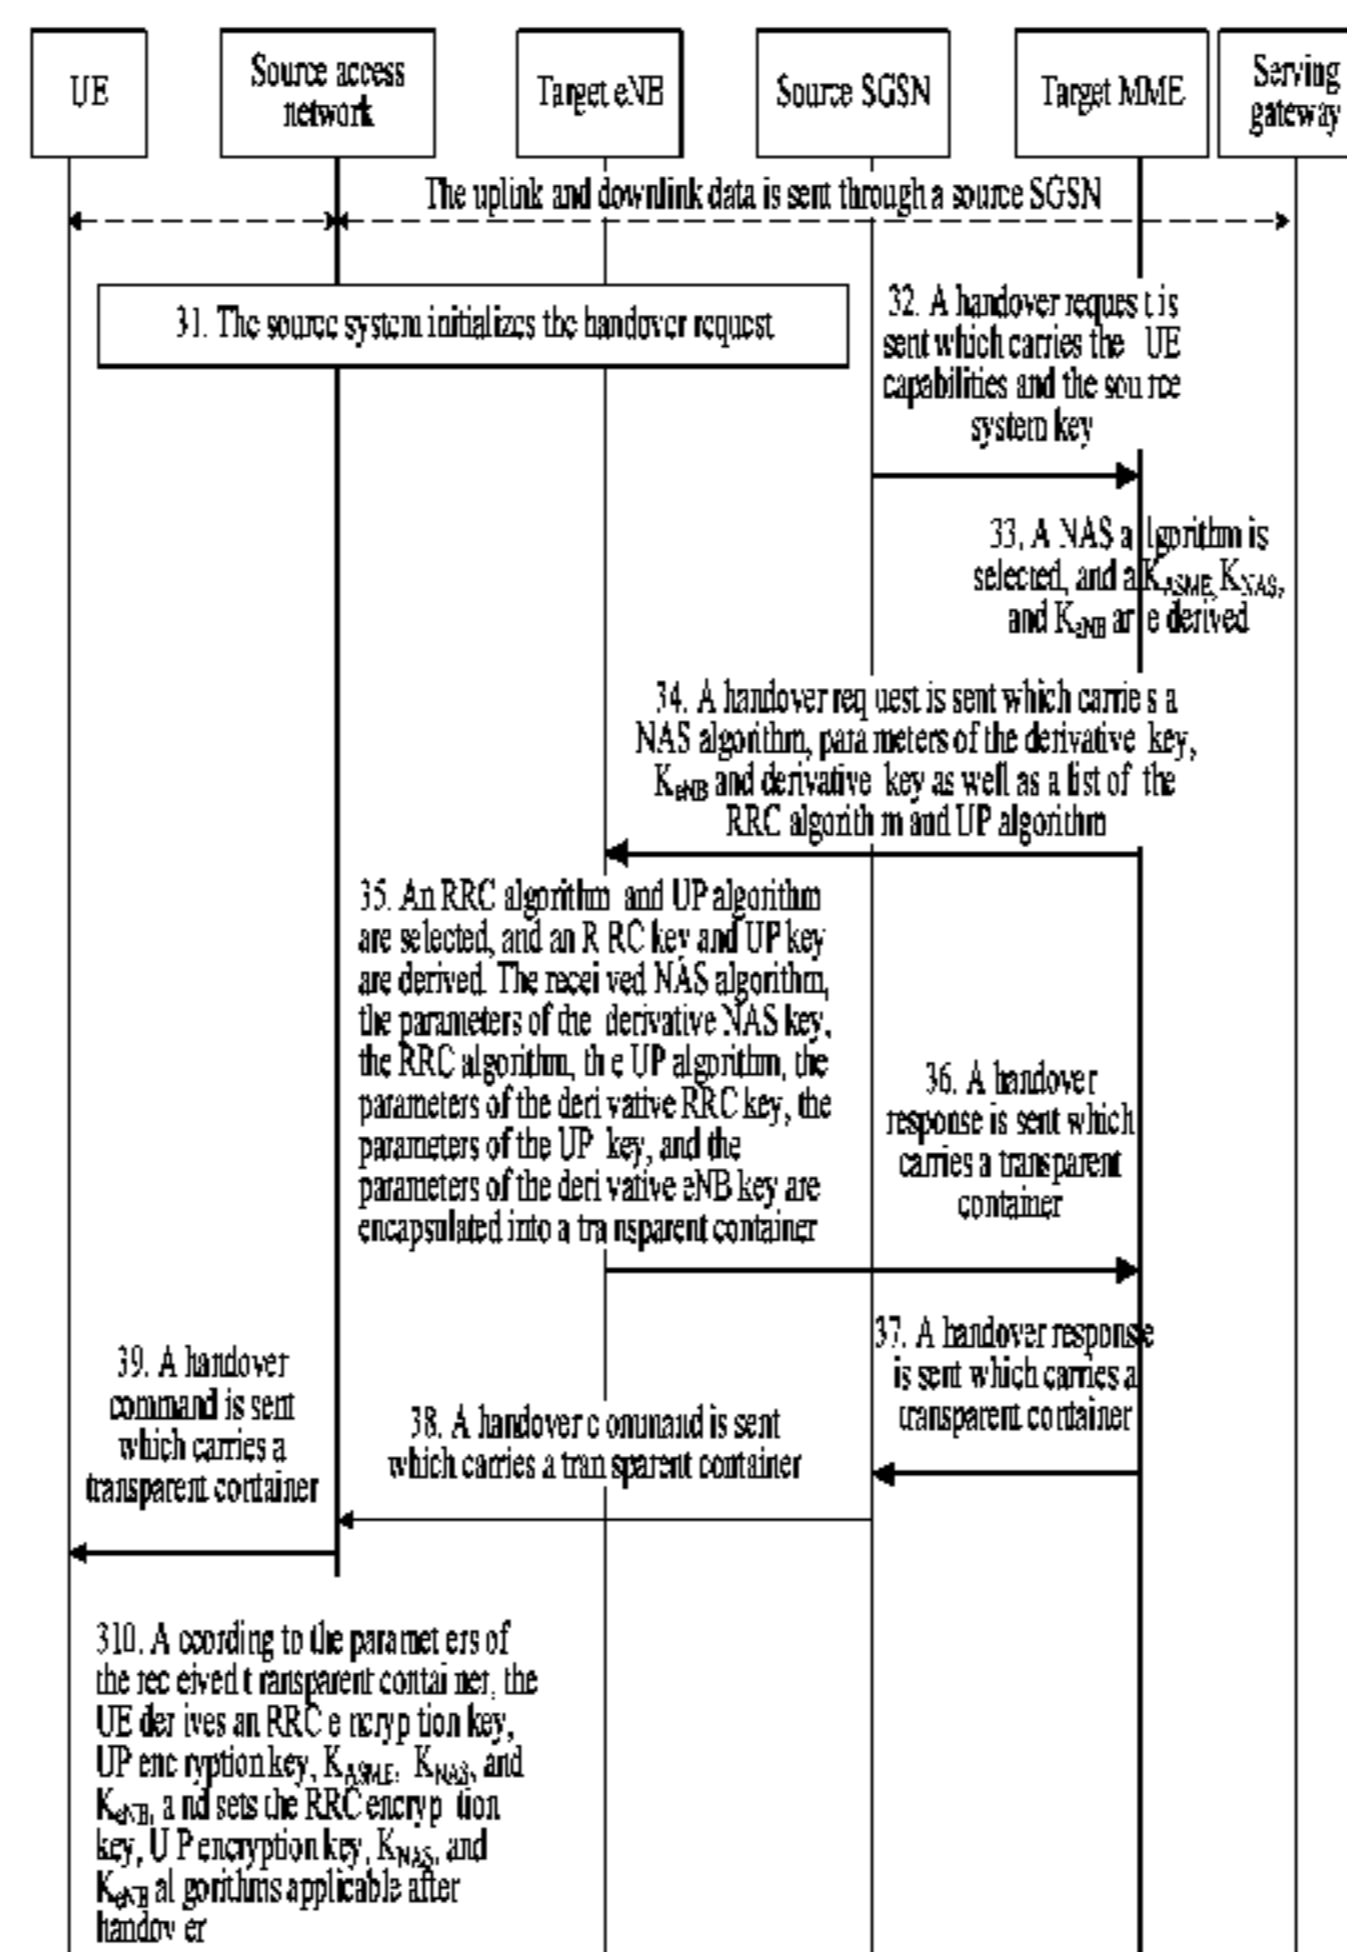 UE
Source access
network
Target eNB
Source SGSN
Target MME
Serving
gateway
The uplink and downlink data is sent through a source SGSN
31. The source system initializes the handover request
32. A handover request is
sent which carries the UE
capabilities and the source
system key
33. A NAS algorithm is
selected, and a KASME, KNAS,
and KeNB are derived
34. A handover request is sent which carries a
NAS algorithm, parameters of the derivative key,
KeNB and derivative key as well as a list of the
RRC algorithm and UP algorithm
35. An RRC algorithm and UP algorithm
are selected, and an RRC key and UP key
are derived. The received NAS algorithm,
the parameters of the derivative NAS key,
the RRC algorithm, the UP algorithm, the
parameters of the derivative RRC key, the
parameters of the UP key, and the
parameters of the derivative eNB key are
encapsulated into a transparent container
36. A handover
response is sent which
carries a transparent
container
37. A handover response
is sent which carries a
transparent container
38. A handover command is sent
which carries a transparent container
39. A handover
command is sent
which carries a
transparent container
310. According to the parameters of
the received transparent container, the
UE derives an RRC encryption key,
UP encryption key, KASME, KNAS, and
KeNB, and sets the RRC encryption
key, UP encryption key, KNAS, and
KeNB algorithms applicable after
handover